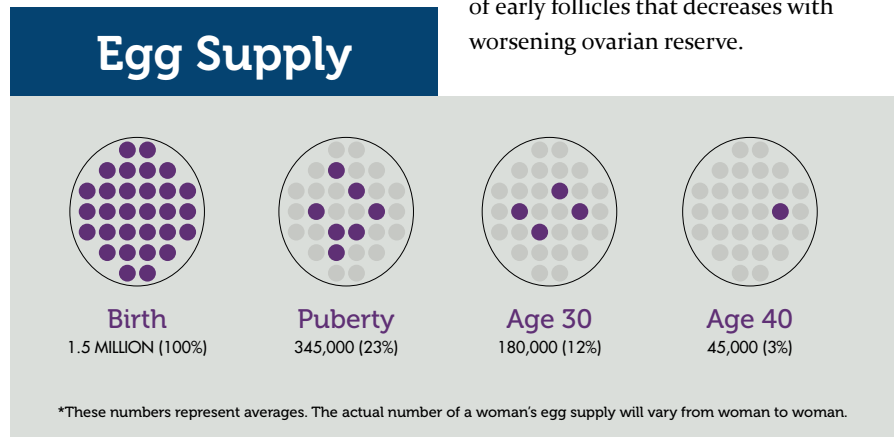 of early follicles that decreases with
worsening ovarian reserve.
Egg Supply
Birth
1.5 MILLION (100%)
Puberty
345,000 (23%)
Age 30
180,000 (12%)
Age 40
45,000 (3%)
*These numbers represent averages. The actual number of a woman’s egg supply will vary from woman to woman.